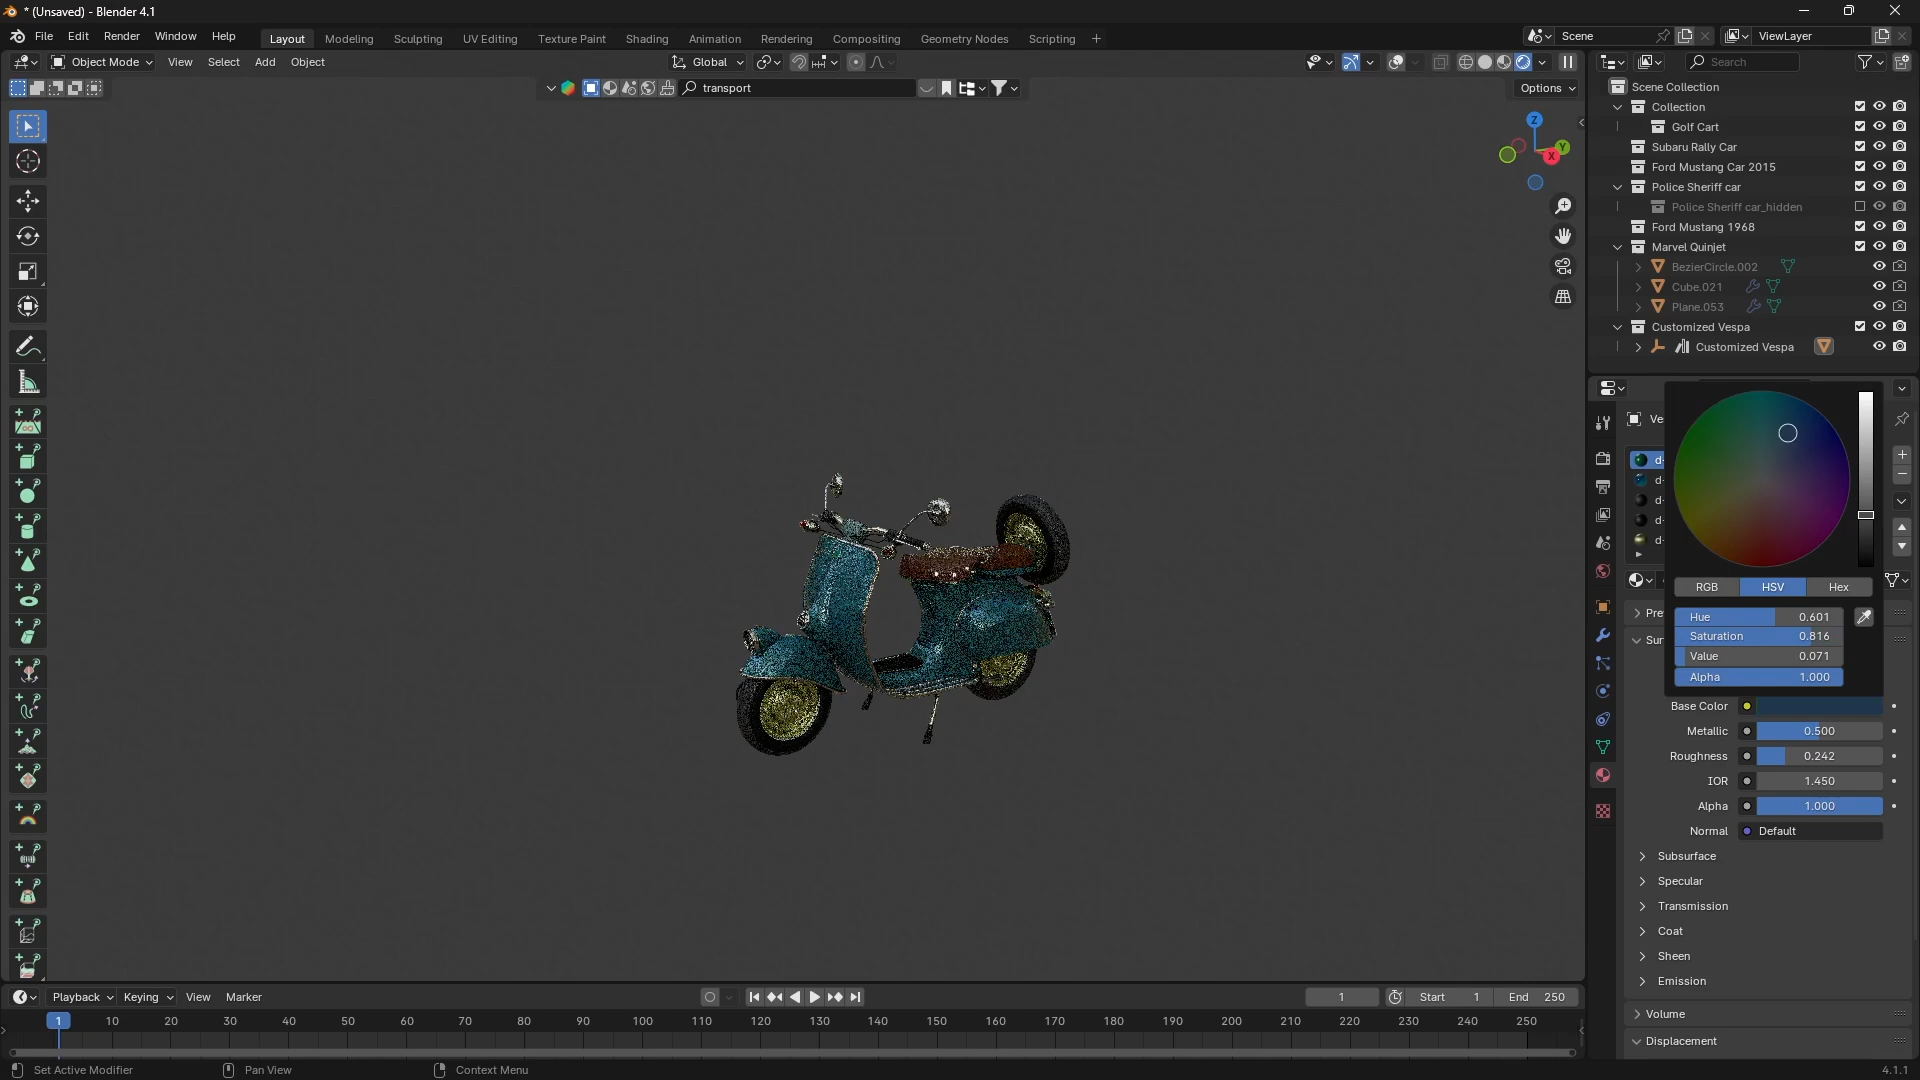 * (Unsaved) - Blender 4.1
File Edit Render Window Help
Layout Modeling Sculpting UV Editing Texture Paint Shading Animation Rendering Compositing Geometry Nodes Scripting +
Scene
ViewLayer
Object Mode View Select Add Object
Global
Search
transport
Options
Z
Y
X
Scene Collection
Collection
Golf Cart
Subaru Rally Car
Ford Mustang Car 2015
Police Sheriff car
Police Sheriff car_hidden
Ford Mustang 1968
Marvel Quinjet
BezierCircle.002
Cube.021
Plane.053
Customized Vespa
Customized Vespa
Ve
d
d
d
d
d
RGB HSV Hex
Hue 0.601
Saturation 0.816
Value 0.071
Alpha 1.000
Pre
Sur
Base Color
Metallic 0.500
Roughness 0.242
IOR 1.450
Alpha 1.000
Normal Default
Subsurface
Specular
Transmission
Coat
Sheen
Emission
Volume
Displacement
Playback Keying View Marker
1 Start 1 End 250
1 10 20 30 40 50 60 70 80 90 100 110 120 130 140 150 160 170 180 190 200 210 220 230 240 250
Set Active Modifier Pan View Context Menu
4.1.1